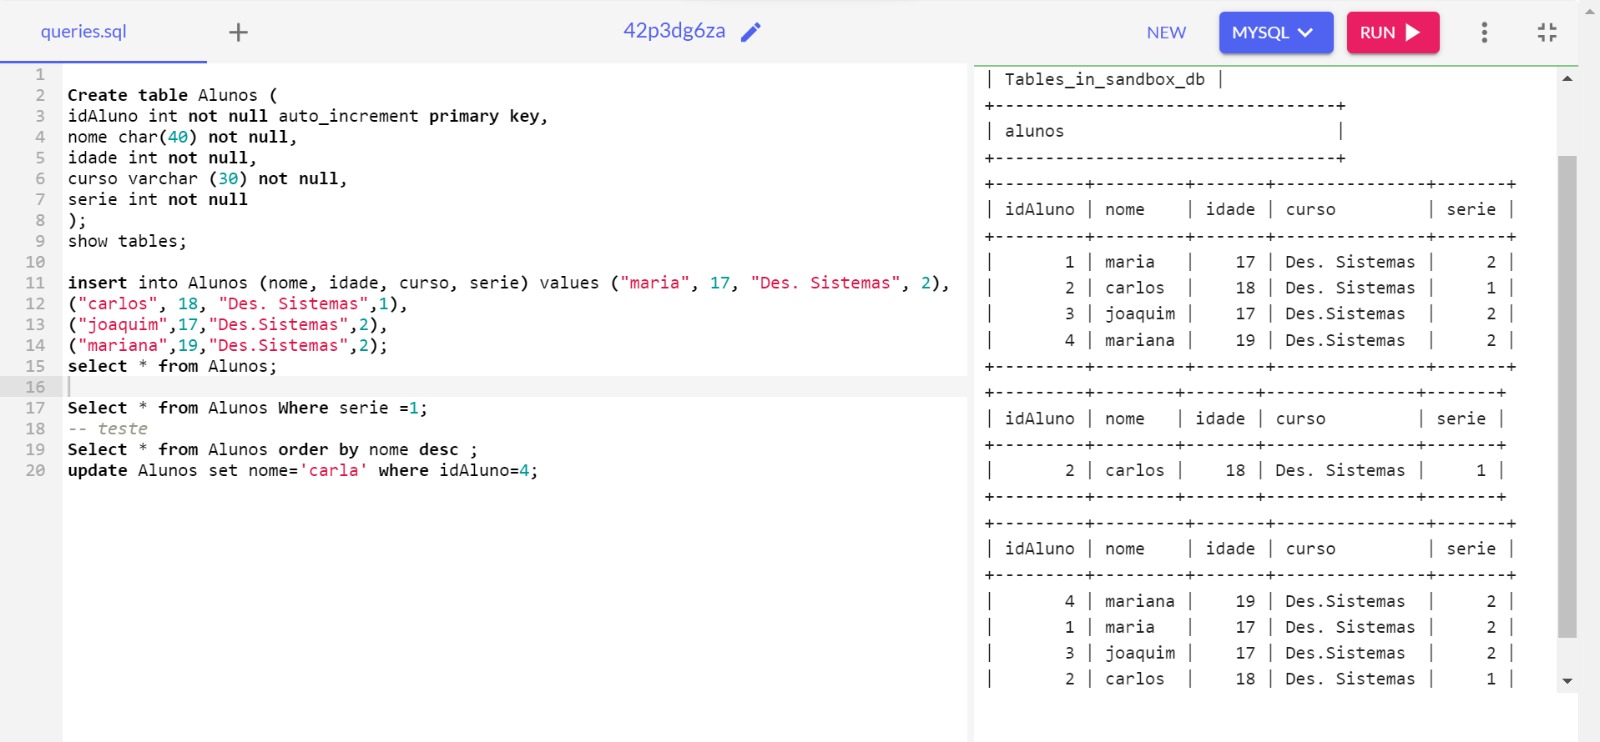 queries.sql + 42p3dg6za NEW MYSQL RUN
1
2 Create table Alunos (
3 idAluno int not null auto_increment primary key,
4 nome char(40) not null,
5 idade int not null,
6 curso varchar (30) not null,
7 serie int not null
8 );
9 show tables;
10
11 insert into Alunos (nome, idade, curso, serie) values ("maria", 17, "Des. Sistemas", 2),
12 ("carlos", 18, "Des. Sistemas",1),
13 ("joaquim",17,"Des.Sistemas",2),
14 ("mariana",19,"Des.Sistemas",2);
15 select * from Alunos;
16
17 Select * from Alunos Where serie =1;
18 -- teste
19 Select * from Alunos order by nome desc ;
20 update Alunos set nome='carla' where idAluno=4;
| Tables_in_sandbox_db |
+----------------------------------+
| alunos |
+----------------------------------+
+---------+---------+-------+---------------+-------+
| idAluno | nome | idade | curso | serie |
+---------+---------+-------+---------------+-------+
| 1 | maria | 17 | Des. Sistemas | 2 |
| 2 | carlos | 18 | Des. Sistemas | 1 |
| 3 | joaquim | 17 | Des.Sistemas | 2 |
| 4 | mariana | 19 | Des.Sistemas | 2 |
+---------+---------+-------+---------------+-------+
+---------+--------+-------+---------------+-------+
| idAluno | nome | idade | curso | serie |
+---------+--------+-------+---------------+-------+
| 2 | carlos | 18 | Des. Sistemas | 1 |
+---------+--------+-------+---------------+-------+
+---------+---------+-------+---------------+-------+
| idAluno | nome | idade | curso | serie |
+---------+---------+-------+---------------+-------+
| 4 | mariana | 19 | Des.Sistemas | 2 |
| 1 | maria | 17 | Des. Sistemas | 2 |
| 3 | joaquim | 17 | Des.Sistemas | 2 |
| 2 | carlos | 18 | Des. Sistemas | 1 |